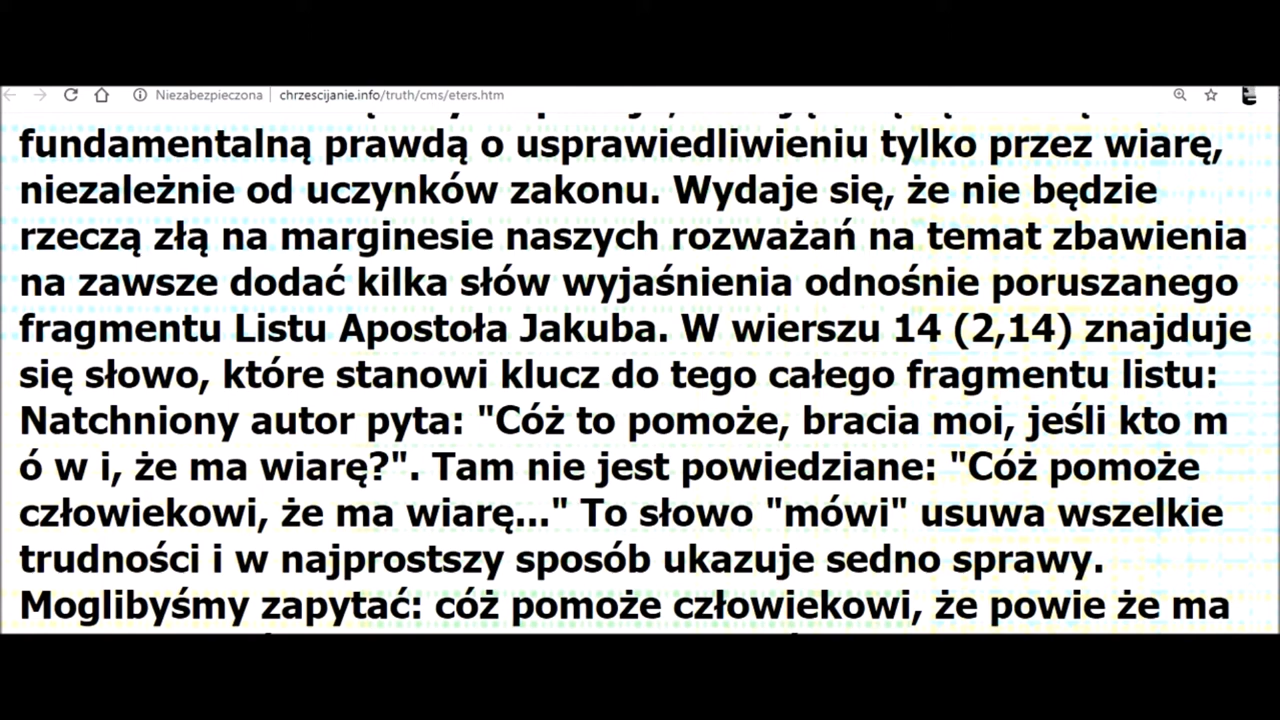 Niezabezpieczona chrzescijanie.info/truth/cms/eters.htm
fundamentalną prawdą o usprawiedliwieniu tylko przez wiarę,
niezależnie od uczynków zakonu. Wydaje się, że nie będzie
rzeczą złą na marginesie naszych rozważań na temat zbawienia
na zawsze dodać kilka słów wyjaśnienia odnośnie poruszanego
fragmentu Listu Apostoła Jakuba. W wierszu 14 (2,14) znajduje
się słowo, które stanowi klucz do tego całego fragmentu listu:
Natchniony autor pyta: "Cóż to pomoże, bracia moi, jeśli kto m
ó w i, że ma wiarę?". Tam nie jest powiedziane: "Cóż pomoże
człowiekowi, że ma wiarę..." To słowo "mówi" usuwa wszelkie
trudności i w najprostszy sposób ukazuje sedno sprawy.
Moglibyśmy zapytać: cóż pomoże człowiekowi, że powie że ma